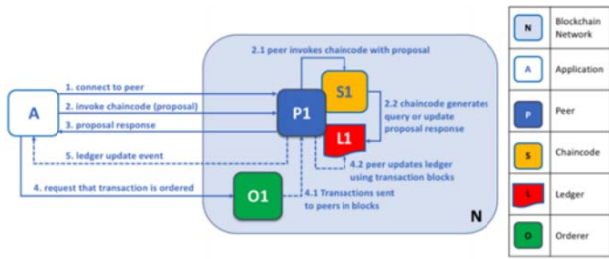 2.1 peer invokes chaincode with proposal
1. connect to peer
2. invoke chaincode (proposal)
3. proposal response
A
P1
S1
2.2 chaincode generates
query or update
proposal response
L1
5. ledger update event
4.2 peer updates ledger
using transaction blocks
4. request that transaction is ordered
O1
4.1 Transactions sent
to peers in blocks
N
N
Blockchain
Network
A
Application
P
Peer
S
Chaincode
L
Ledger
O
Orderer